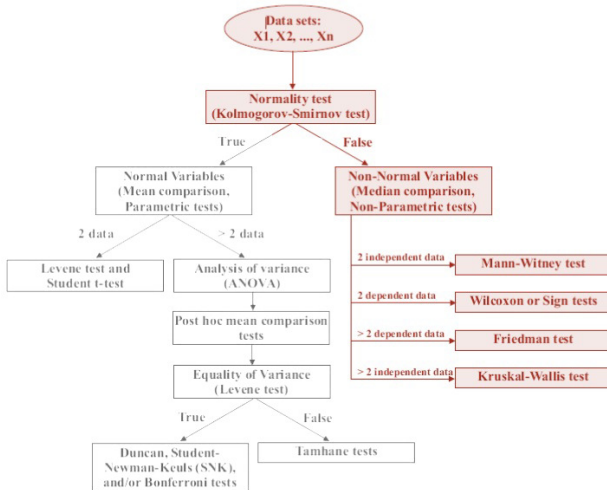 Data sets:
X1, X2, ..., Xn
Normality test
(Kolmogorov-Smirnov test)
True
False
Normal Variables
(Mean comparison,
Parametric tests)
Non-Normal Variables
(Median comparison,
Non-Parametric tests)
2 data
> 2 data
2 independent data
Mann-Witney test
Levene test and
Student t-test
Analysis of variance
(ANOVA)
2 dependent data
Wilcoxon or Sign tests
Post hoc mean comparison
tests
> 2 dependent data
Friedman test
Equality of Variance
(Levene test)
> 2 independent data
Kruskal-Wallis test
True
False
Duncan, Student-
Newman-Keuls (SNK),
and/or Bonferroni tests
Tamhane tests